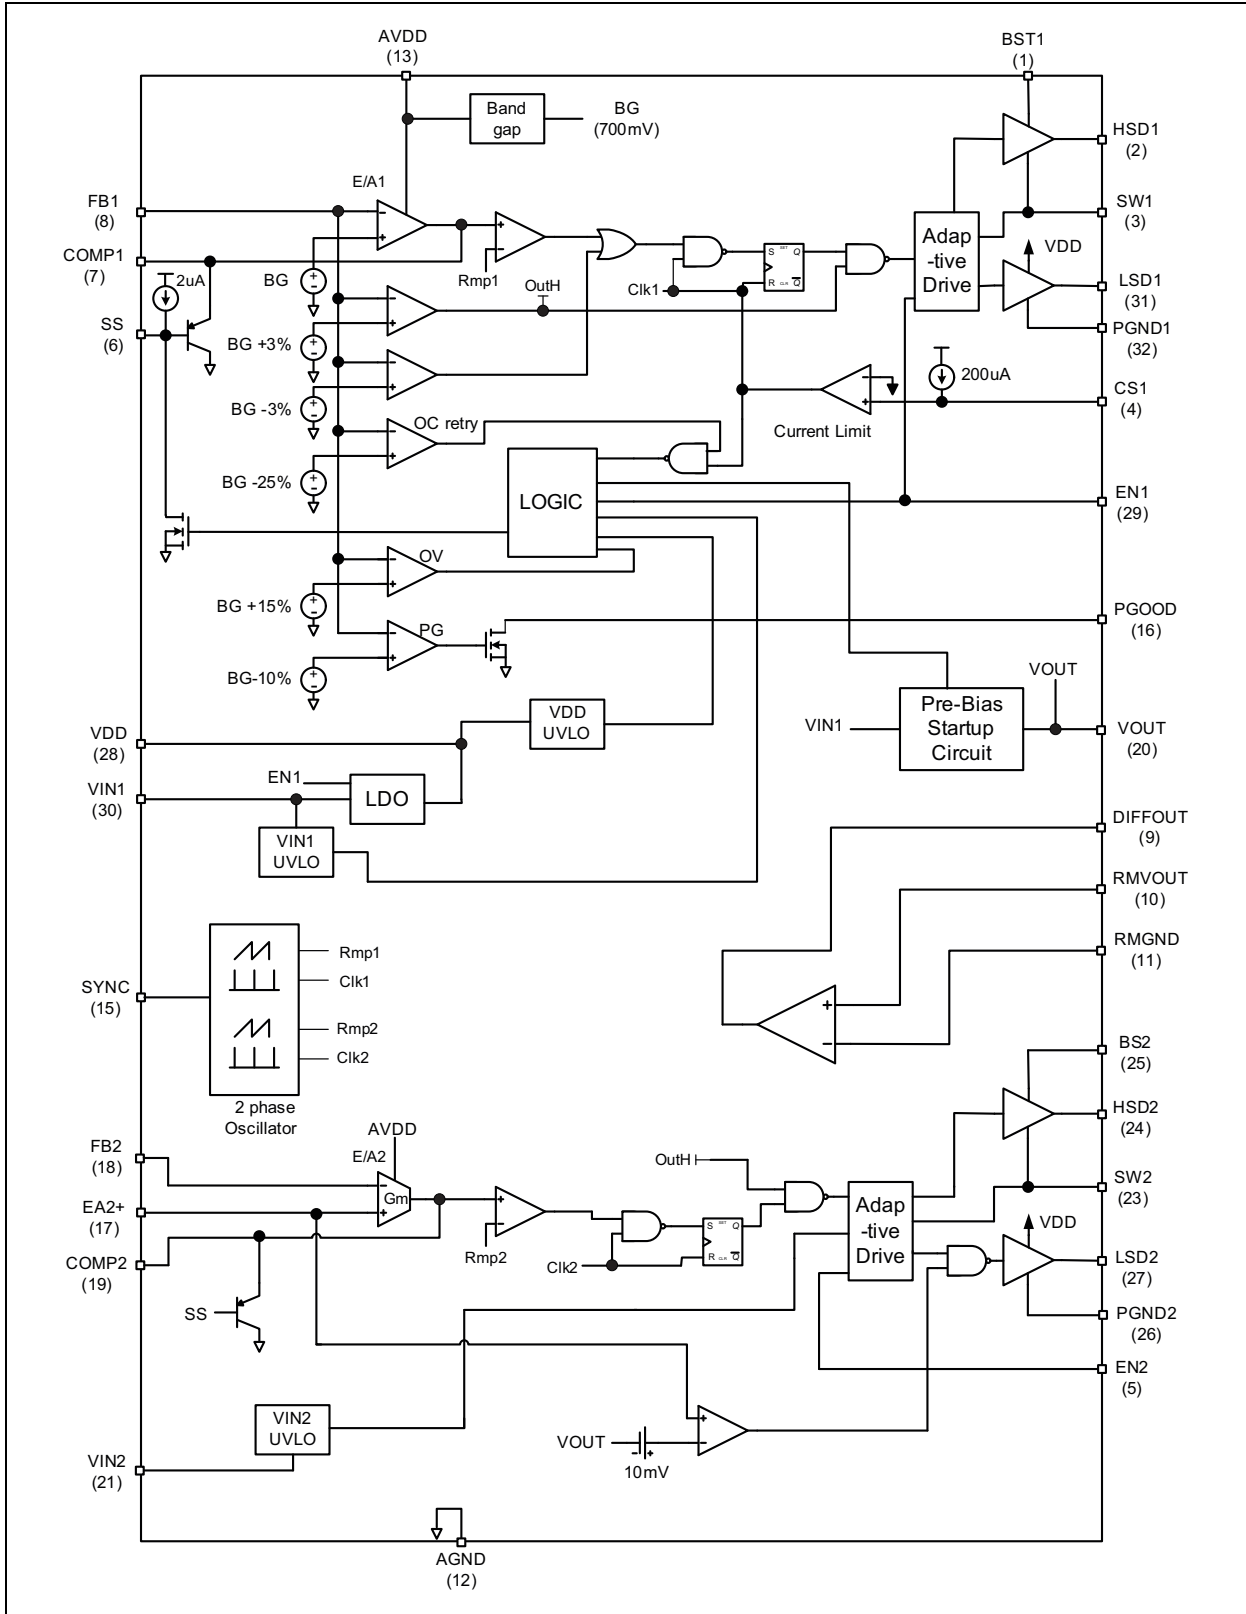 AVDD
(13)
BST1
(1)
Band
gap
BG
(700mV)
HSD1
(2)
E/A1
FB1
(8)
SW1
(3)
COMP1
(7)
Adap
-tive
Drive
VDD
2uA
BG
Rmp1
OutH
Clk1
S
SET
Q
R
CLR
Q
LSD1
(31)
SS
(6)
BG +3%
PGND1
(32)
200uA
CS1
(4)
BG -3%
OC retry
Current Limit
BG -25%
LOGIC
EN1
(29)
OV
BG +15%
PG
PGOOD
(16)
BG-10%
VOUT
VDD
UVLO
VIN1
Pre-Bias
Startup
Circuit
VOUT
(20)
VDD
(28)
EN1
VIN1
(30)
LDO
VIN1
UVLO
DIFFOUT
(9)
RMVOUT
(10)
RMGND
(11)
Rmp1
Clk1
SYNC
(15)
Rmp2
Clk2
2 phase
Oscillator
BS2
(25)
HSD2
(24)
AVDD
E/A2
FB2
(18)
Gm
OutH
EA2+
(17)
SW2
(23)
Adap
-tive
Drive
VDD
COMP2
(19)
Rmp2
Clk2
S
SET
Q
R
CLR
Q
LSD2
(27)
SS
PGND2
(26)
EN2
(5)
VIN2
UVLO
VOUT
10mV
VIN2
(21)
AGND
(12)